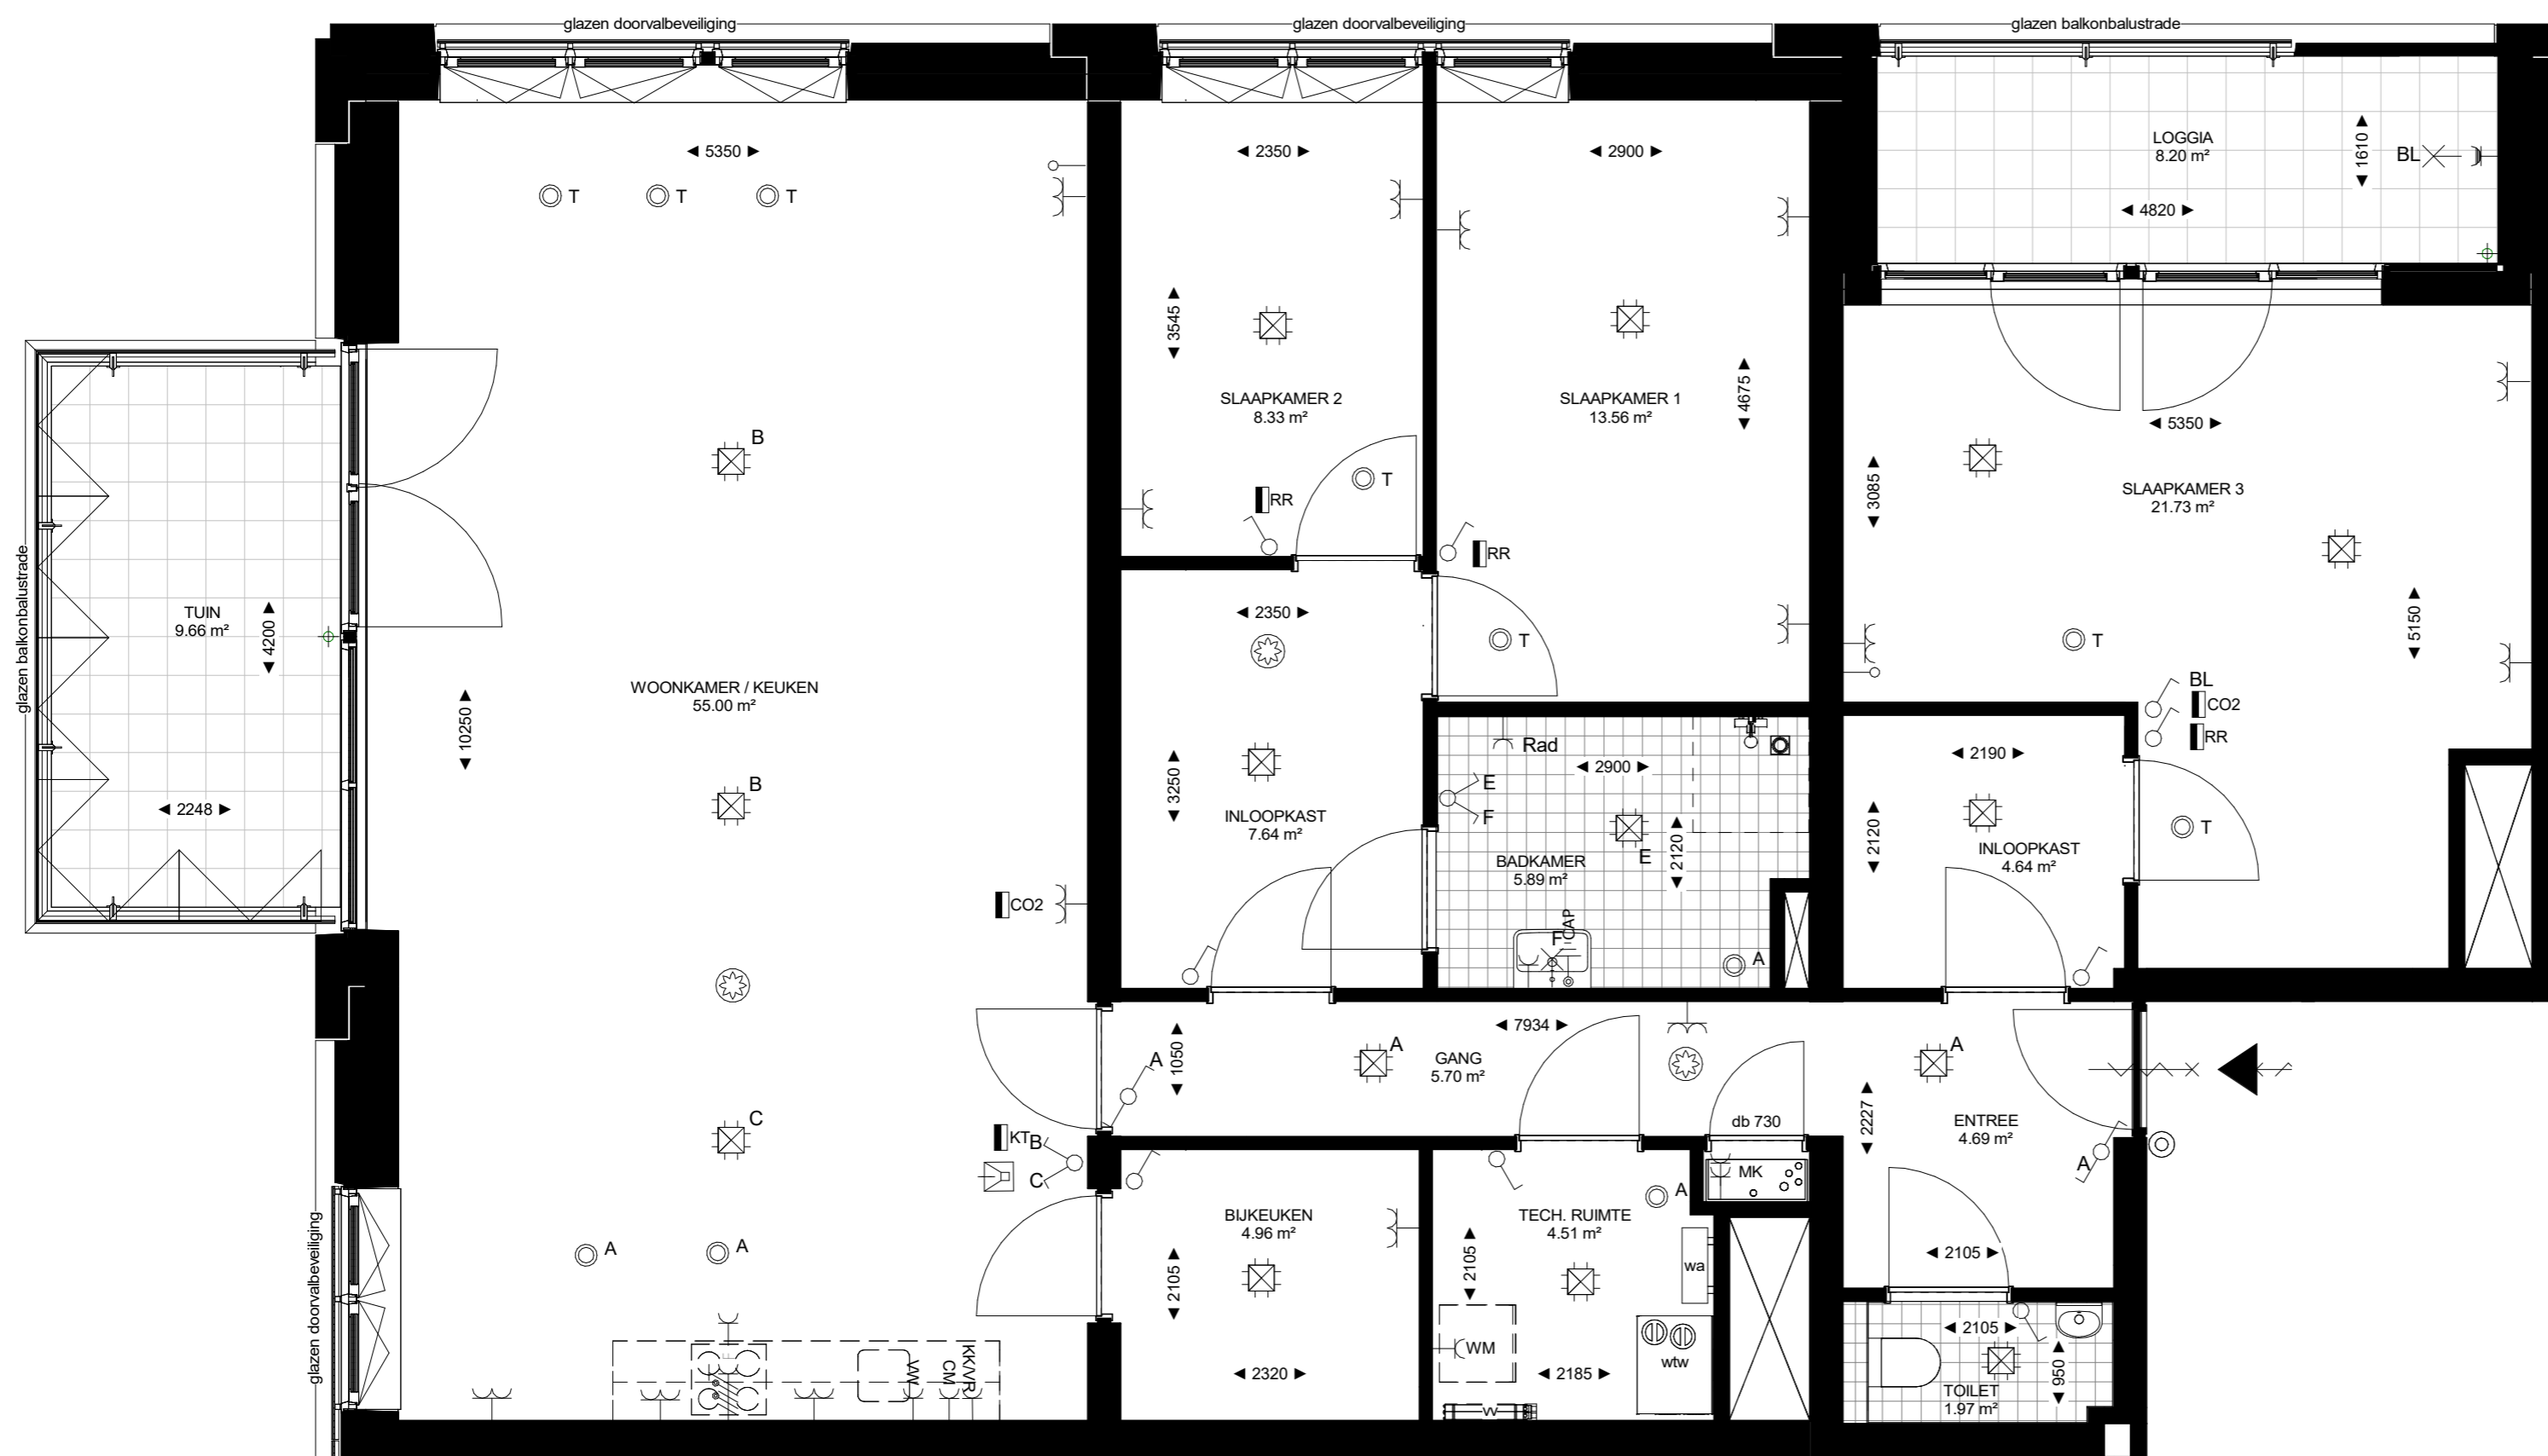 glazen doorvalbeveiliging
glazen doorvalbeveiliging
glazen balkonbalustrade
◄ 5350 ►
◄ 2350 ►
◄ 2900 ►
LOGGIA
8.20 m²
◄ 1610 ►
BL
◄ 4820 ►
T
T
T
◄ 3545 ►
SLAAPKAMER 2
8.33 m²
SLAAPKAMER 1
13.56 m²
◄ 4675 ►
◄ 5350 ►
B
T
RR
RR
◄ 3085 ►
SLAAPKAMER 3
21.73 m²
glazen balkonbalustrade
TUIN
9.66 m²
◄ 4200 ►
◄ 2248 ►
◄ 2350 ►
T
T
◄ 5150 ►
WOONKAMER / KEUKEN
55.00 m²
◄ 10250 ►
BL
CO2
RR
B
◄ 3250 ►
INLOOPKAST
7.64 m²
Rad
◄ 2900 ►
E
F
E
◄ 2120 ►
BADKAMER
5.89 m²
CAP
F
A
◄ 2190 ►
◄ 2120 ►
INLOOPKAST
4.64 m²
T
CO2
A
◄ 1050 ►
A
◄ 7934 ►
GANG
5.70 m²
A
◄ 2227 ►
ENTREE
4.69 m²
A
C
KT
B
C
db 730
MK
A
A
BIJKEUKEN
4.96 m²
◄ 2105 ►
◄ 2320 ►
TECH. RUIMTE
4.51 m²
A
◄ 2105 ►
wa
WM
◄ 2185 ►
wtw
vv
◄ 2105 ►
◄ 2105 ►
◄ 950 ►
TOILET
1.97 m²
glazen doorvalbeveiliging
VW
CM
KK/VR